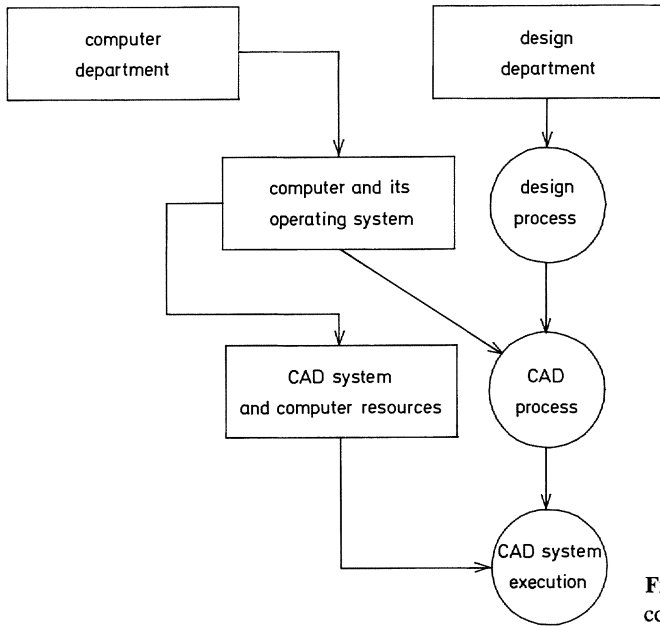 computer
department
design
department
computer and its
operating system
design
process
CAD system
and computer resources
CAD
process
CAD system
execution